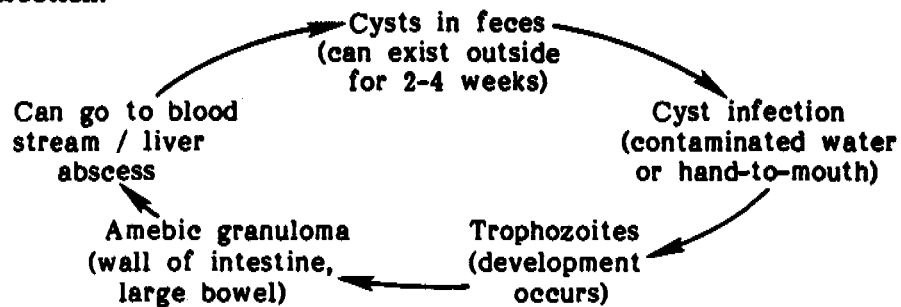 Cysts in feces
(can exist outside
for 2-4 weeks)
Cyst infection
(contaminated water
or hand-to-mouth)
Trophozoites
(development
occurs)
Amebic granuloma
(wall of intestine,
large bowel)
Can go to blood
stream / liver
abscess